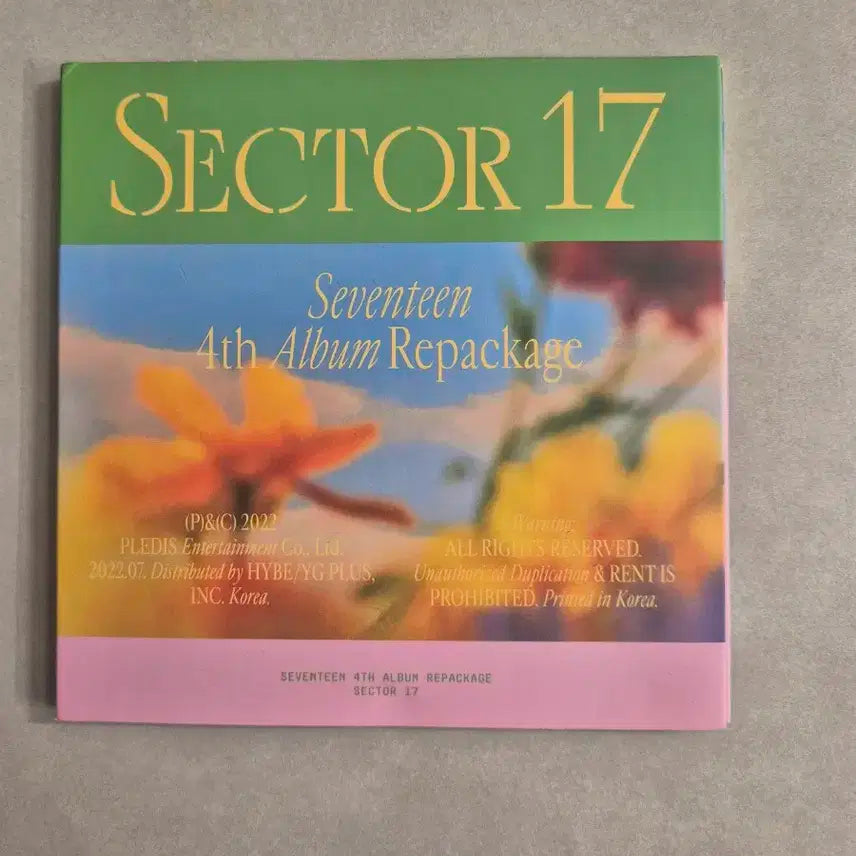 SECTOR 17
Seventeen
4th Album Repackage
(P)&(C) 2022
PLEDIS Entertainment Co., Ltd.
2022.07. Distributed by HYBE/YG PLUS,
INC. Korea.
Warning:
ALL RIGHTS RESERVED.
Unauthorised Duplication & RENT IS
PROHIBITED. Printed in Korea.
SEVENTEEN 4TH ALBUM REPACKAGE
SECTOR 17